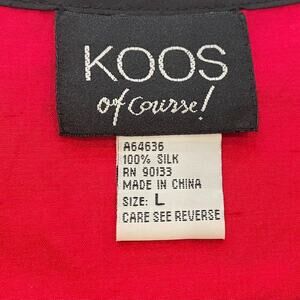 KOOS
of Course!
A64636
100% SILK
RN 90133
MADE IN CHINA
SIZE: L
CARE SEE REVERSE